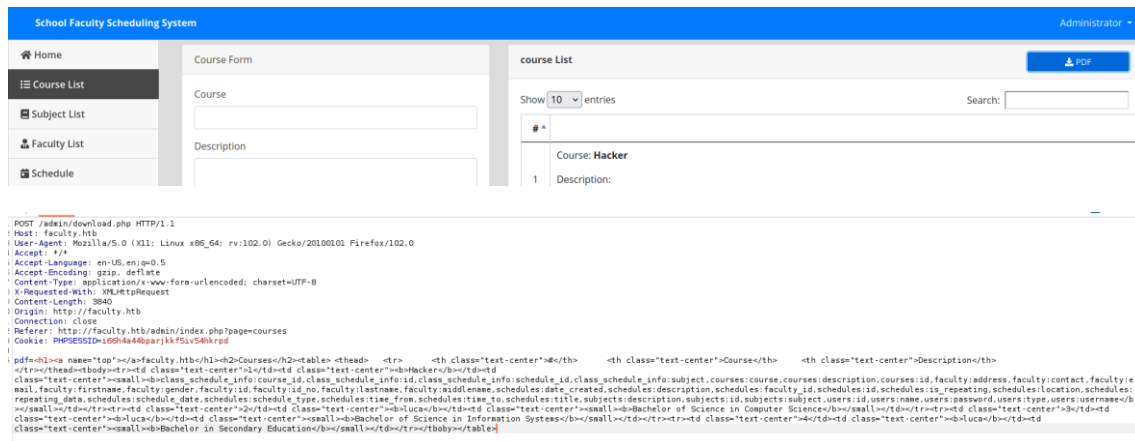 School Faculty Scheduling System
Administrator
Home
Course List
Subject List
Faculty List
Schedule
Course Form
Course
Description
course List
PDF
Show 10 entries
Search:
#
Course: Hacker
1 Description:
POST /admin/download.php HTTP/1.1
Host: faculty.htb
User-Agent: Mozilla/5.0 (X11; Linux x86_64; rv:102.0) Gecko/20100101 Firefox/102.0
Accept: */*
Accept-Language: en-US,en;q=0.5
Accept-Encoding: gzip, deflate
Content-Type: application/x-www-form-urlencoded; charset=UTF-8
X-Requested-With: XMLHttpRequest
Content-Length: 3840
Origin: http://faculty.htb
Connection: close
Referer: http://faculty.htb/admin/index.php?page=courses
Cookie: PHPSESSID=i66h4a44bparjkkf5iv54hkrpd
pdf=<h1><a name="top"></a>faculty.htb</h1><h2>Courses</h2><table> <thead> <tr> <th class="text-center">#</th> <th class="text-center">Course</th> <th class="text-center">Description</th>
</tr></thead><tbody><tr><td class="text-center">1</td><td class="text-center"><b>Hacker</b></td><td
class="text-center"><small><b>class_schedule_info:course_id,class_schedule_info:id,class_schedule_info:schedule_id,class_schedule_info:subject,courses:course,courses:description,courses:id,faculty:address,faculty:contact,faculty:e
mail,faculty:firstname,faculty:gender,faculty:id,faculty:id_no,faculty:lastname,faculty:middlename,schedules:date_created,schedules:description,schedules:faculty_id,schedules:id,schedules:is_repeating,schedules:location,schedules:
repeating_data,schedules:schedule_date,schedules:schedule_type,schedules:time_from,schedules:time_to,schedules:title,subjects:description,subjects:id,subjects:subject,users:id,users:name,users:password,users:type,users:username</b
></small></td></tr><tr><td class="text-center">2</td><td class="text-center"><b>luca</b></td><td class="text-center"><small><b>Bachelor of Science in Computer Science</b></small></td></tr><tr><td class="text-center">3</td><td
class="text-center"><b>luca</b></td><td class="text-center"><small><b>Bachelor of Science in Information Systems</b></small></td></tr><tr><td class="text-center">4</td><td class="text-center"><b>luca</b></td><td
class="text-center"><small><b>Bachelor in Secondary Education</b></small></td></tr></tboby></table>